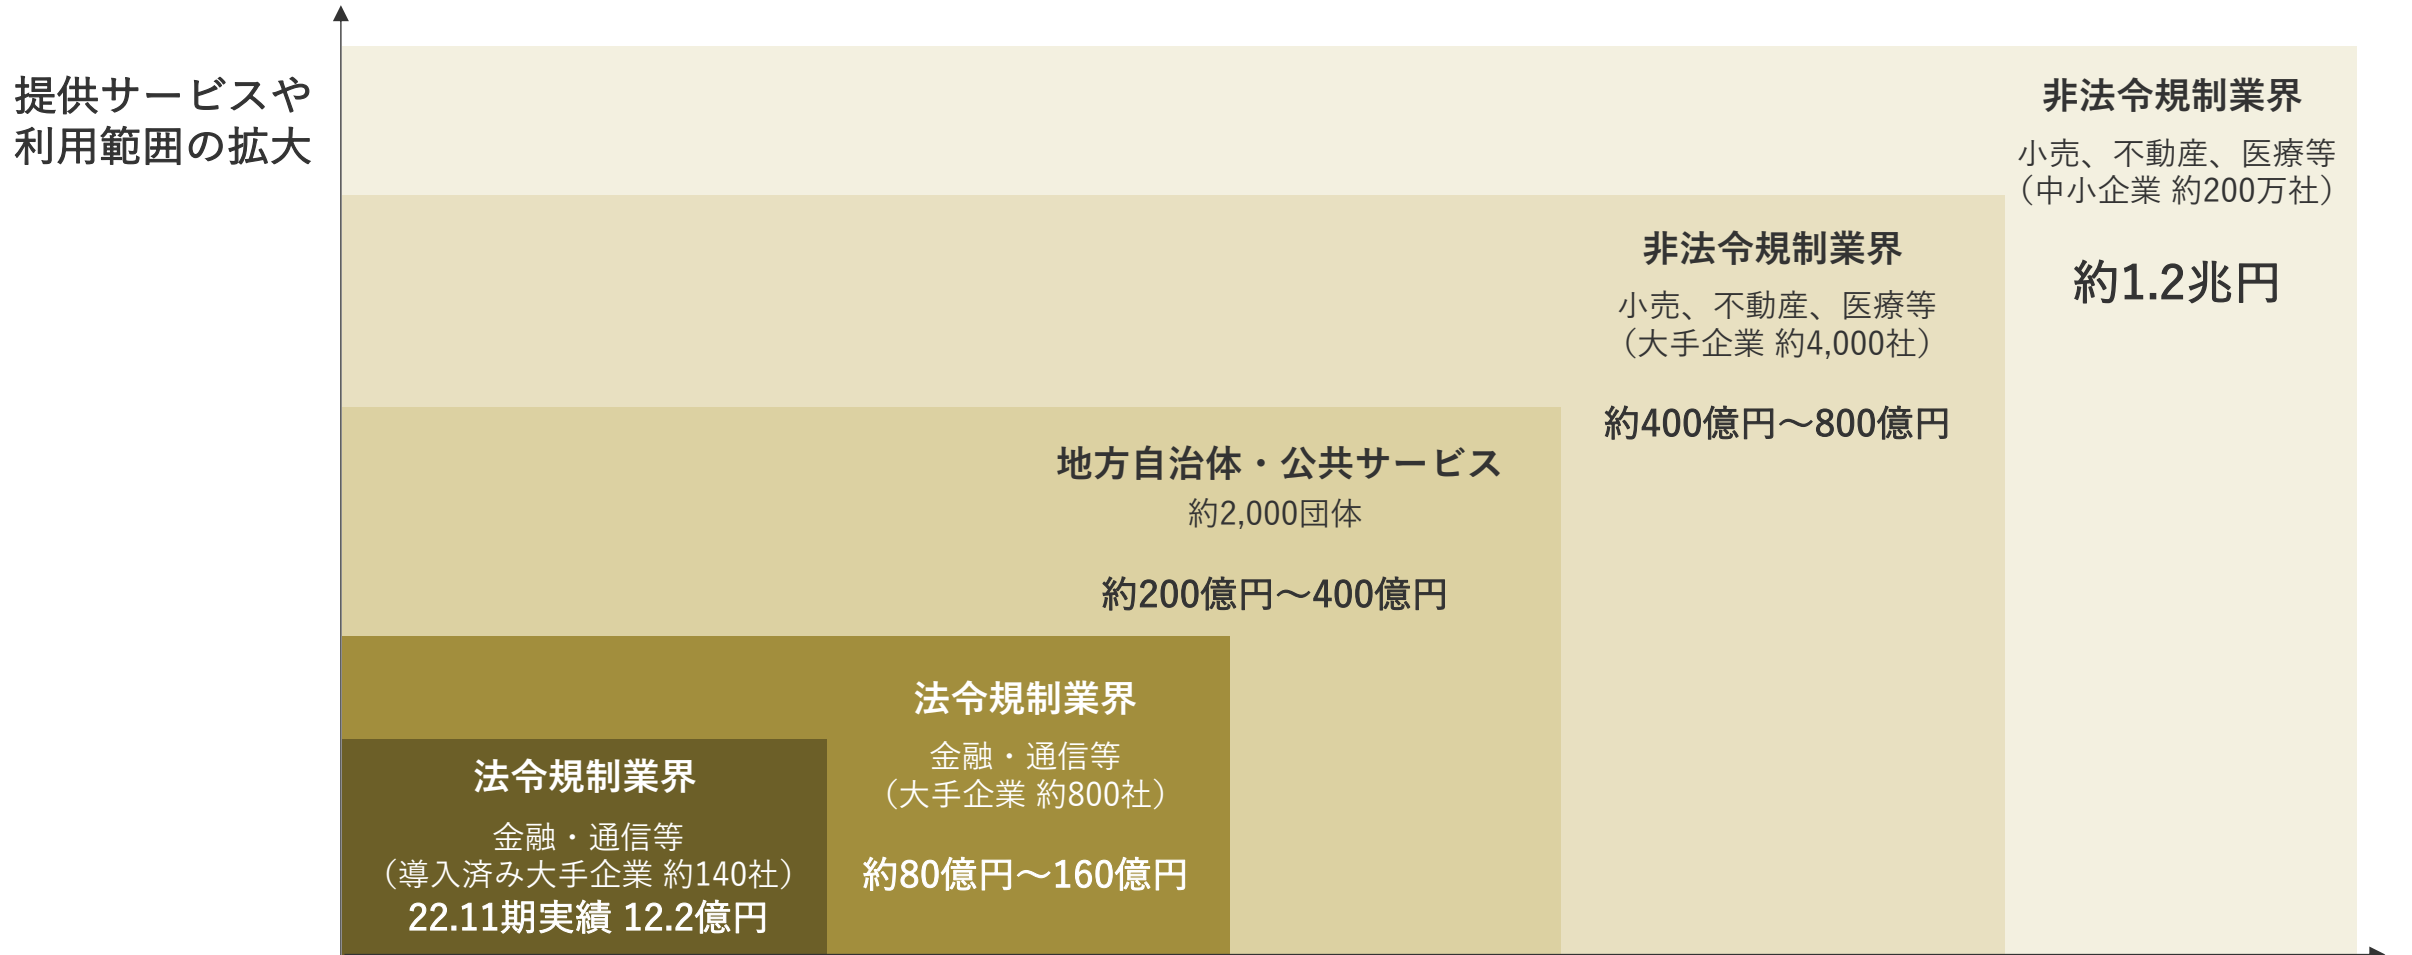 提供サービスや
利用範囲の拡大
非法令規制業界
小売、不動産、医療等
（中小企業 約200万社）
約1.2兆円
非法令規制業界
小売、不動産、医療等
（大手企業 約4,000社）
約400億円～800億円
地方自治体・公共サービス
約2,000団体
約200億円～400億円
法令規制業界
金融・通信等
（大手企業 約800社）
約80億円～160億円
法令規制業界
金融・通信等
（導入済み大手企業 約140社）
22.11期実績 12.2億円